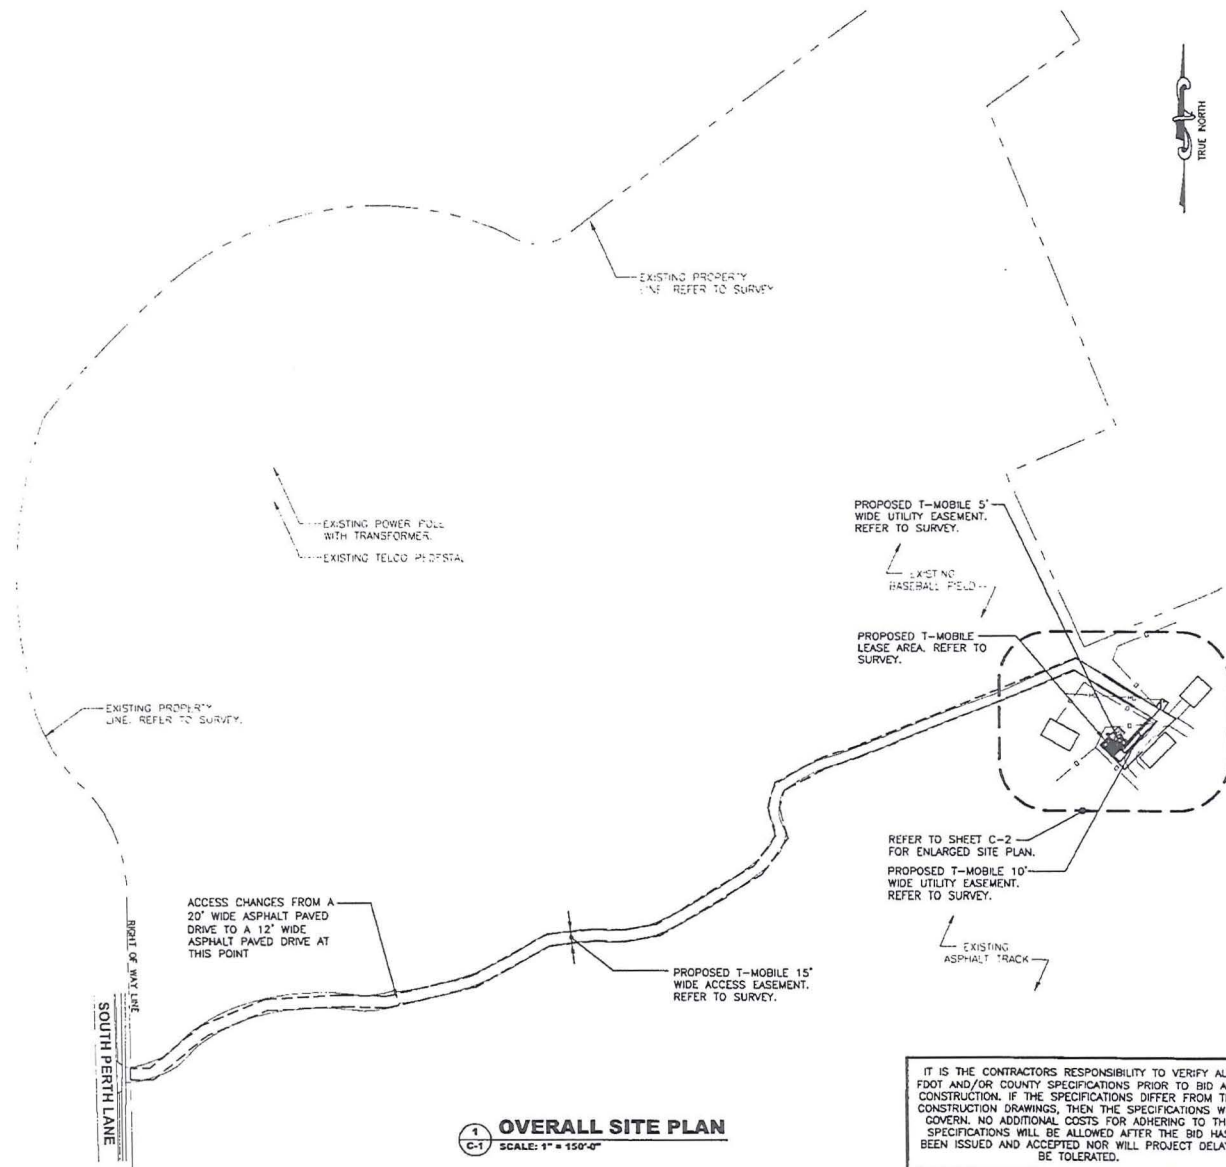 TRUE NORTH
EXISTING PROPERTY
LINE. REFER TO SURVEY
EXISTING POWER POLE
WITH TRANSFORMER.
EXISTING TELCO PEDESTAL
PROPOSED T-MOBILE 5'
WIDE UTILITY EASEMENT.
REFER TO SURVEY.
EXISTING
BASEBALL FIELD
PROPOSED T-MOBILE
LEASE AREA. REFER TO
SURVEY.
EXISTING PROPERTY
LINE. REFER TO SURVEY.
REFER TO SHEET C-2
FOR ENLARGED SITE PLAN.
PROPOSED T-MOBILE 10'
WIDE UTILITY EASEMENT.
REFER TO SURVEY.
ACCESS CHANGES FROM A
20' WIDE ASPHALT PAVED
DRIVE TO A 12' WIDE
ASPHALT PAVED DRIVE AT
THIS POINT
EXISTING
ASPHALT TRACK
PROPOSED T-MOBILE 15'
WIDE ACCESS EASEMENT.
REFER TO SURVEY.
RIGHT OF WAY LINE
SOUTH PERTH LANE
IT IS THE CONTRACTORS RESPONSIBILITY TO VERIFY AL
FDOT AND/OR COUNTY SPECIFICATIONS PRIOR TO BID A
CONSTRUCTION. IF THE SPECIFICATIONS DIFFER FROM T
CONSTRUCTION DRAWINGS, THEN THE SPECIFICATIONS W
GOVERN. NO ADDITIONAL COSTS FOR ADHERING TO TH
SPECIFICATIONS WILL BE ALLOWED AFTER THE BID HAS
BEEN ISSUED AND ACCEPTED NOR WILL PROJECT DELA
BE TOLERATED.
1
C-1
OVERALL SITE PLAN
SCALE: 1" = 150'-0"